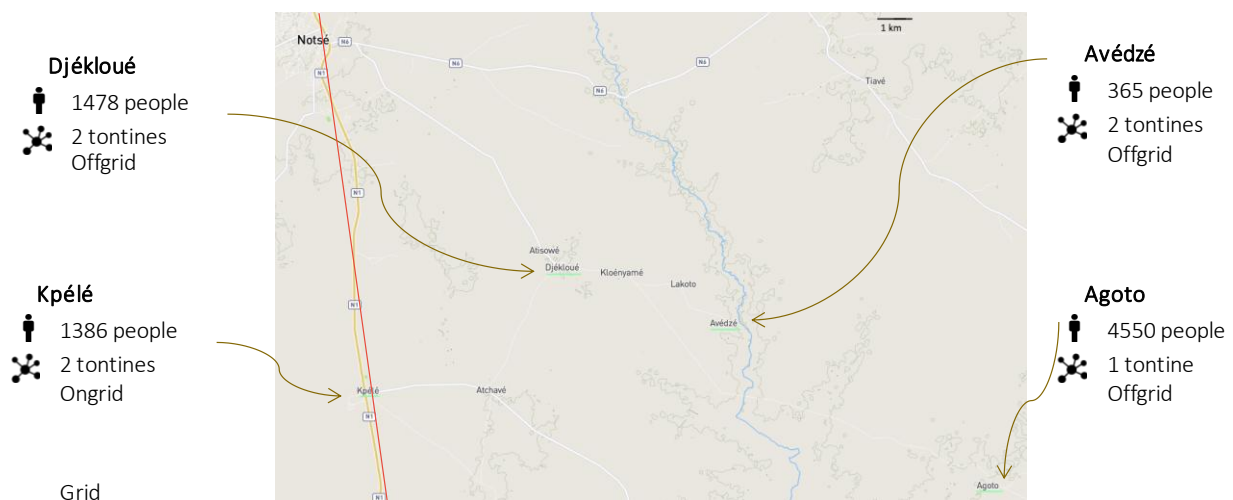 Djékloué
1478 people
2 tontines
Offgrid
Kpélé
1386 people
2 tontines
Ongrid
Grid
1 km
Notsé
N6
N1
N6
N6
N6
Tiavé
N1
Atisowé
Djékloué
Kloényamé
Lakoto
N1
Avédzé
Kpélé
Atchavé
N1
Agoto
N1
Avédzé
365 people
2 tontines
Offgrid
Agoto
4550 people
1 tontine
Offgrid